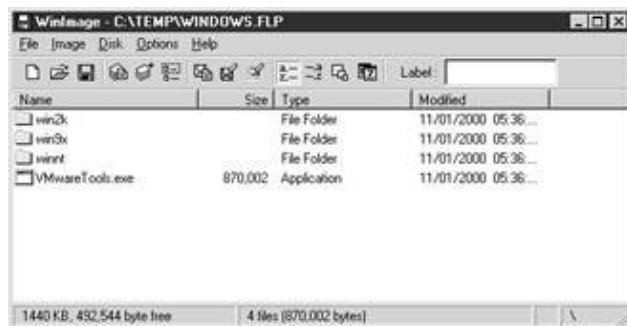 WinImage - C:\TEMP\WINDOWS.FLP
File Image Disk Options Help
Label:
Name Size Type Modified
win2k File Folder 11/01/2000 05:36:...
win9x File Folder 11/01/2000 05:36:...
winnt File Folder 11/01/2000 05:36:...
VMwareTools.exe 870,002 Application 11/01/2000 05:36:...
1440 KB, 492,544 byte free 4 files (870,002 bytes) \